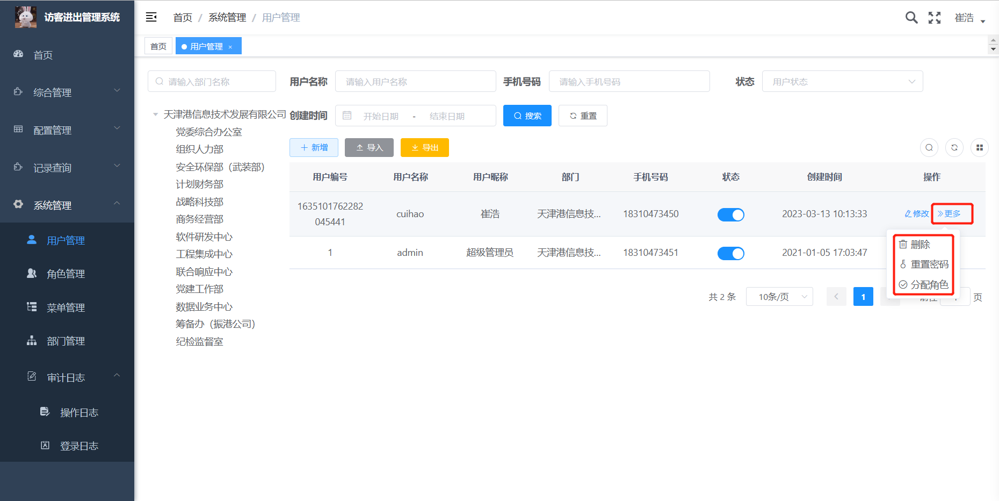 访客进出管理系统
首页
综合管理
配置管理
记录查询
系统管理
用户管理
角色管理
菜单管理
部门管理
审计日志
操作日志
登录日志
首页 / 系统管理 / 用户管理
崔浩
首页
用户管理 ×
请输入部门名称
天津港信息技术发展有限公司
党委综合办公室
组织人力部
安全环保部（武装部）
计划财务部
战略科技部
商务经营部
软件研发中心
工程集成中心
联合响应中心
党建工作部
数据业务中心
筹备办（振港公司）
纪检监督室
用户名称 请输入用户名称 手机号码 请输入手机号码 状态 用户状态
创建时间 开始日期 - 结束日期 搜索 重置
新增 导入 导出
用户编号 用户名称 用户昵称 部门 手机号码 状态 创建时间 操作
1635101762282045441 cuihao 崔浩 天津港信息技... 18310473450 2023-03-13 10:13:33 修改 更多
1 admin 超级管理员 天津港信息技... 18310473451 2021-01-05 17:03:47
删除
重置密码
分配角色
共 2 条 10条/页 1 前往 页